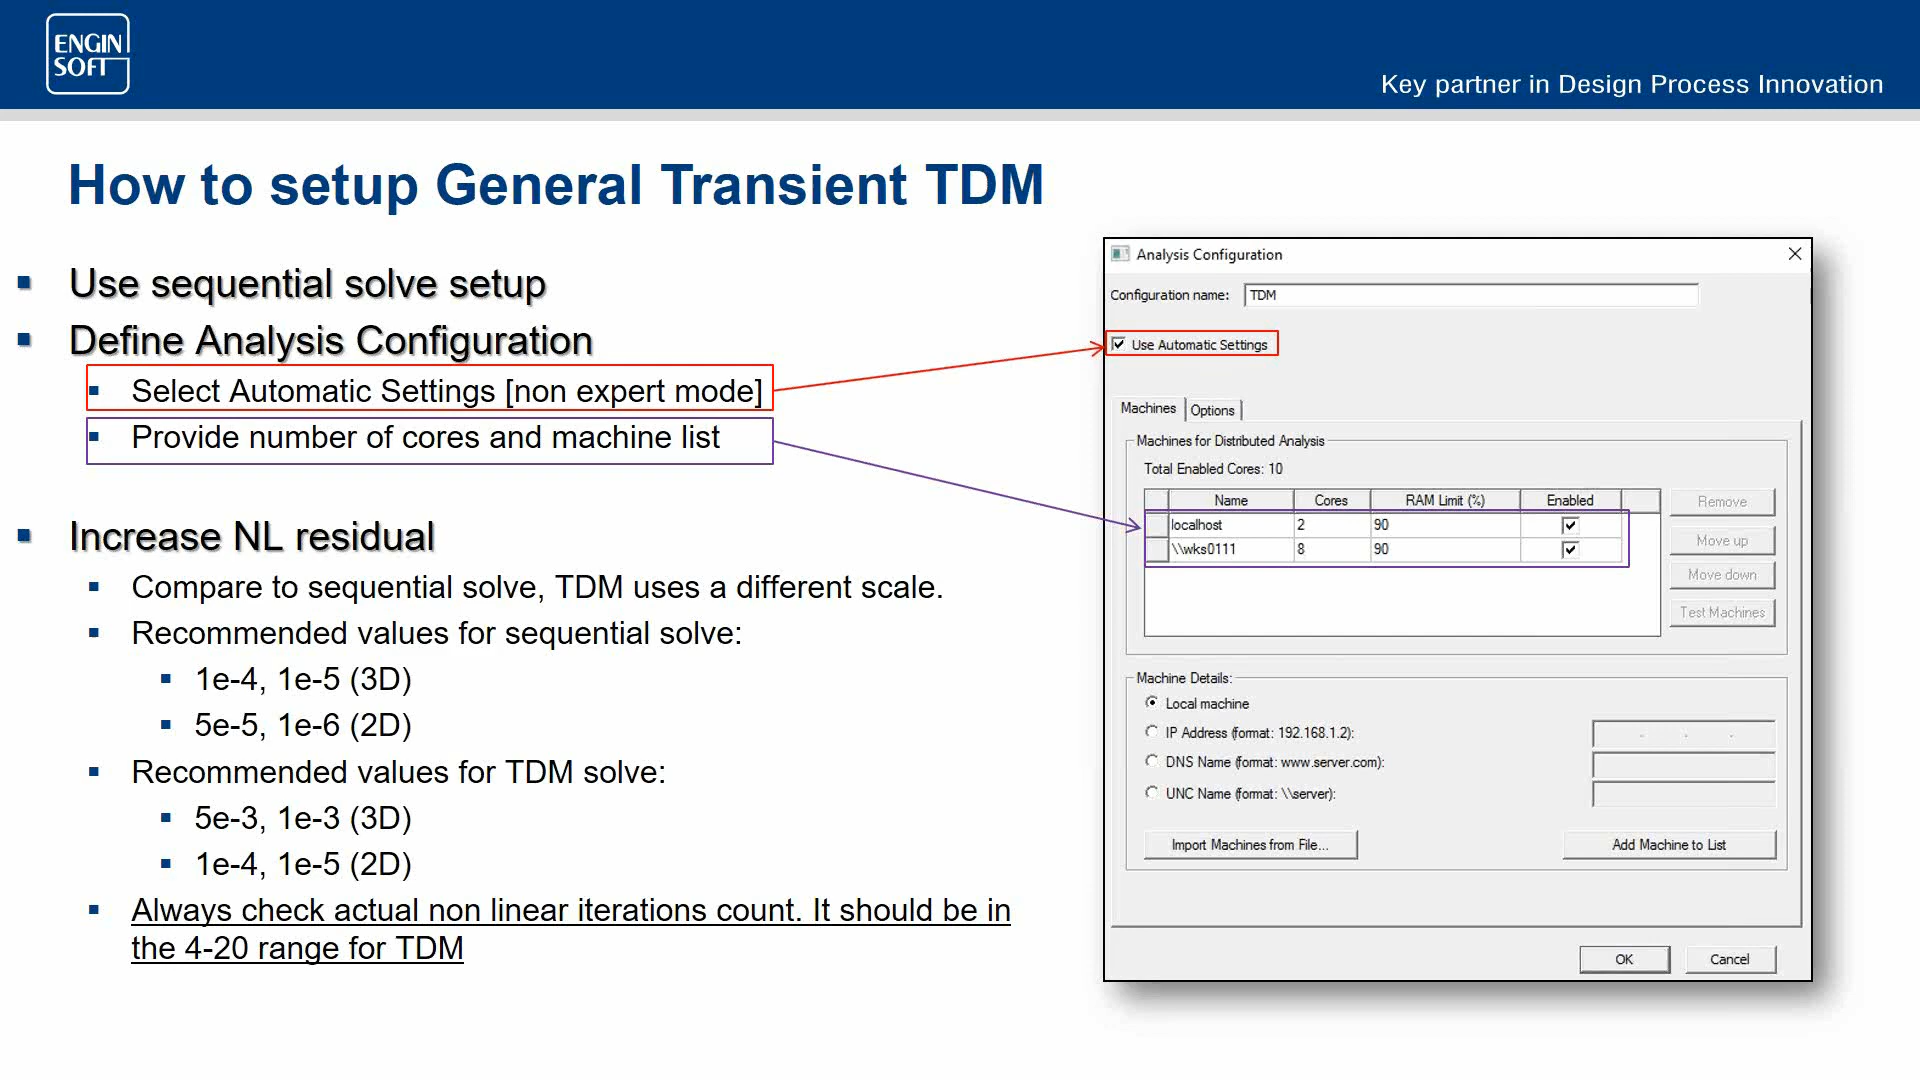 ENGIN
SOFT
Key partner in Design Process Innovation
How to setup General Transient TDM
Use sequential solve setup
Define Analysis Configuration
Select Automatic Settings [non expert mode]
Provide number of cores and machine list
Increase NL residual
Compare to sequential solve, TDM uses a different scale.
Recommended values for sequential solve:
1e-4, 1e-5 (3D)
5e-5, 1e-6 (2D)
Recommended values for TDM solve:
5e-3, 1e-3 (3D)
1e-4, 1e-5 (2D)
Always check actual non linear iterations count. It should be in
the 4-20 range for TDM
Analysis Configuration
Configuration name: TDM
Use Automatic Settings
Machines Options
Machines for Distributed Analysis
Total Enabled Cores: 10
Name Cores RAM Limit (%) Enabled
localhost 2 90
\\wks0111 8 90
Remove
Move up
Move down
Test Machines
Machine Details:
Local machine
IP Address (format: 192.168.1.2): . . .
DNS Name (format: www.server.com):
UNC Name (format: \\server):
Import Machines from File... Add Machine to List
OK Cancel